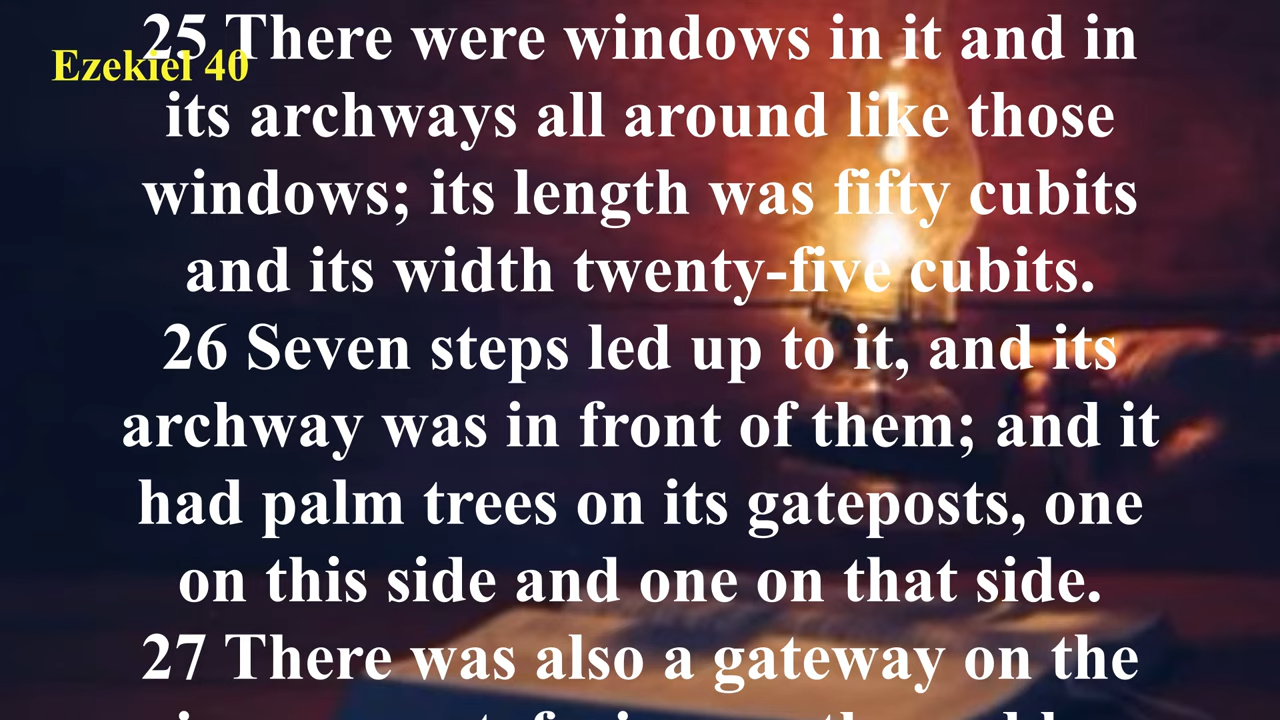 Ezekiel 40
25 There were windows in it and in
its archways all around like those
windows; its length was fifty cubits
and its width twenty-five cubits.
26 Seven steps led up to it, and its
archway was in front of them; and it
had palm trees on its gateposts, one
on this side and one on that side.
27 There was also a gateway on the